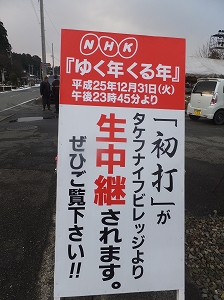 NHK
『ゆく年くる年』
平成25年12月31日(火)
午後23時45分より
「初打」が
タケフナイフビレッジより
生中継されます。
ぜひご覧下さい!!